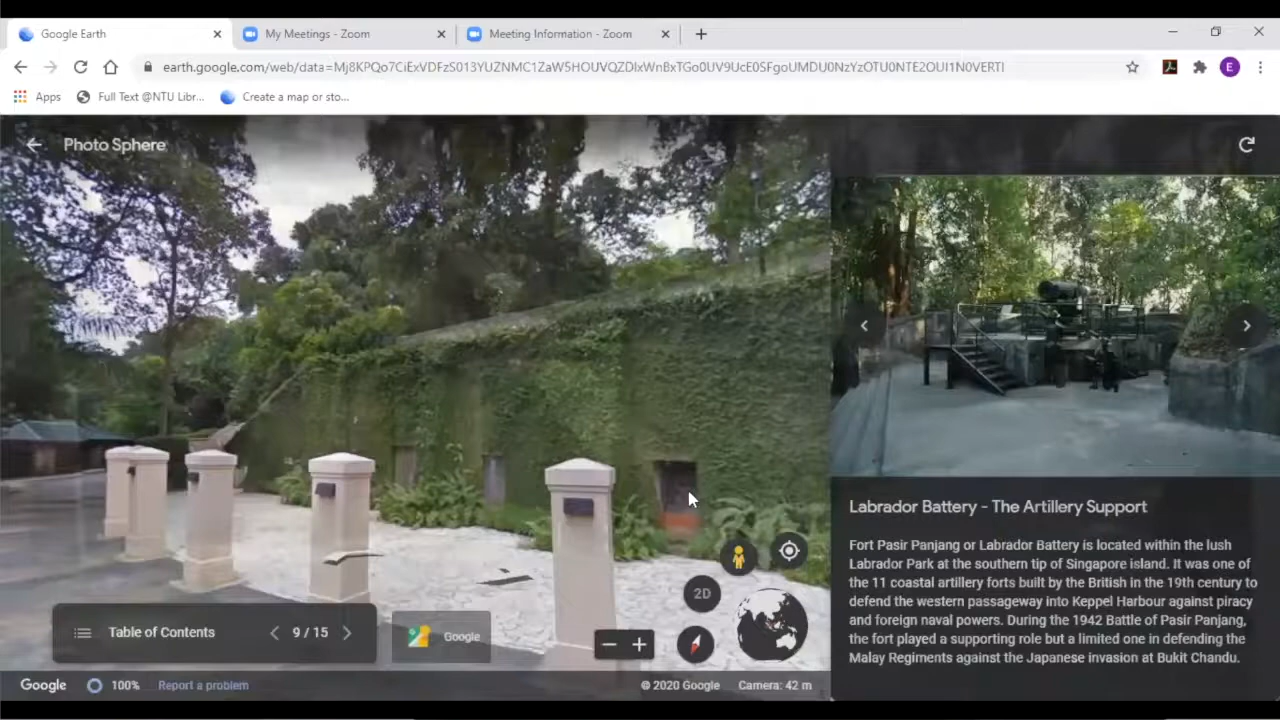 Google Earth
My Meetings - Zoom
Meeting Information - Zoom
earth.google.com/web/data=
Apps
Full Text @NTU Libr...
Create a map or sto...
E
Photo Sphere
Labrador Battery - The Artillery Support
Fort Pasir Panjang or Labrador Battery is located within the lush
Labrador Park at the southern tip of Singapore island. It was one of
the 11 coastal artillery forts built by the British in the 19th century to
defend the western passageway into Keppel Harbour against piracy
and foreign naval powers. During the 1942 Battle of Pasir Panjang,
the fort played a supporting role but a limited one in defending the
Malay Regiments against the Japanese invasion at Bukit Chandu.
2D
Table of Contents
9 / 15
Google
Google
100%
Report a problem
© 2020 Google
Camera: 42 m